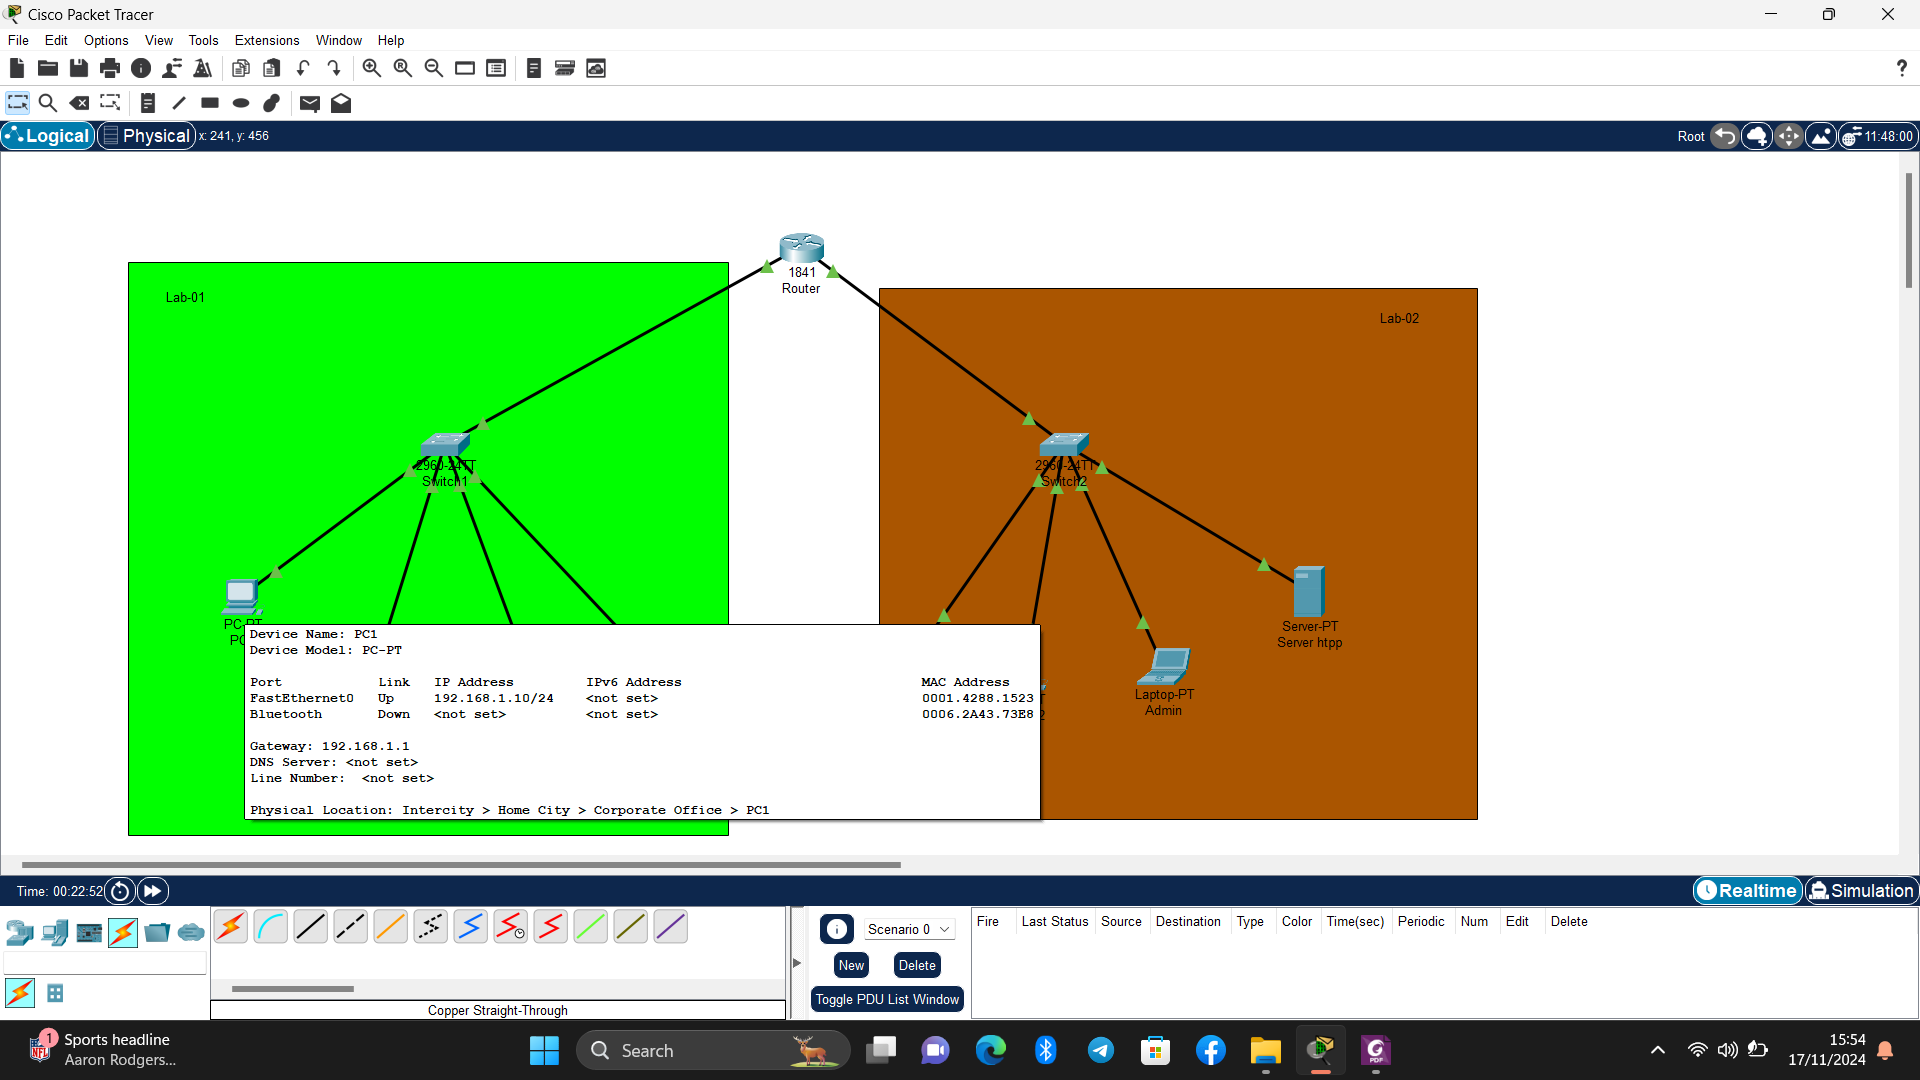 Cisco Packet Tracer
File Edit Options View Tools Extensions Window Help
?
Logical Physical x: 241, y: 456 Root 11:48:00
1841
Router
Lab-01
Lab-02
2960-24TT
Switch1
2960-24TT
Switch2
PC-PT
Server-PT
Server htpp
Laptop-PT
Admin
Device Name: PC1
Device Model: PC-PT
Port Link IP Address IPv6 Address MAC Address
FastEthernet0 Up 192.168.1.10/24 <not set> 0001.4288.1523
Bluetooth Down <not set> <not set> 0006.2A43.73E8
Gateway: 192.168.1.1
DNS Server: <not set>
Line Number: <not set>
Physical Location: Intercity > Home City > Corporate Office > PC1
Time: 00:22:52 Realtime Simulation
Scenario 0
New Delete
Toggle PDU List Window
Fire Last Status Source Destination Type Color Time(sec) Periodic Num Edit Delete
Copper Straight-Through
1 Sports headline
Aaron Rodgers...
Search
15:54
17/11/2024